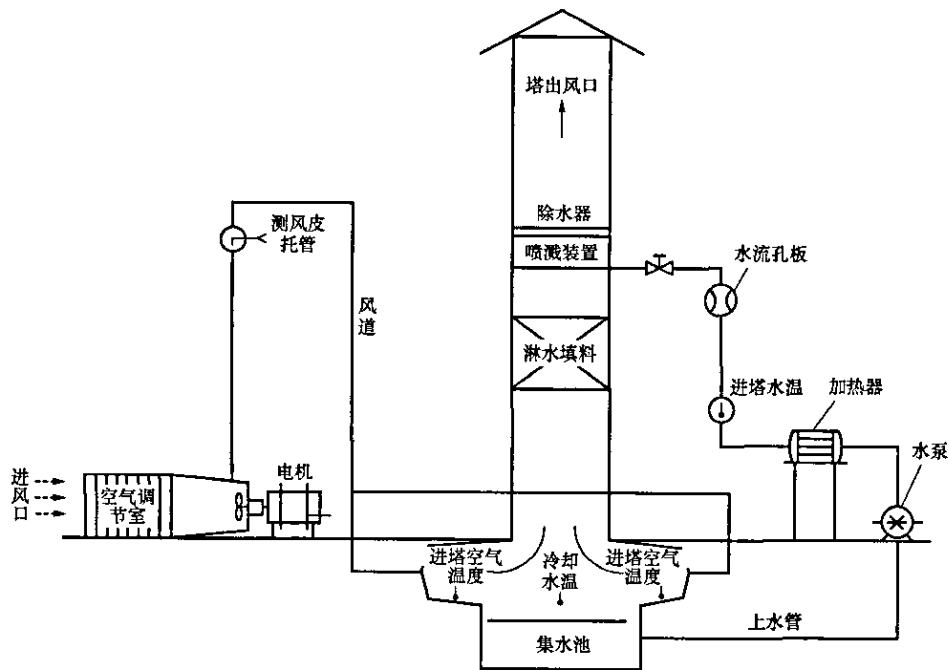 塔出风口
除水器
喷溅装置
测风皮
托管
水流孔板
风道
淋水填料
进塔水温
加热器
水泵
进风口
空气调
节室
电机
进塔空气
温度
冷却
水温
进塔空气
温度
上水管
集水池